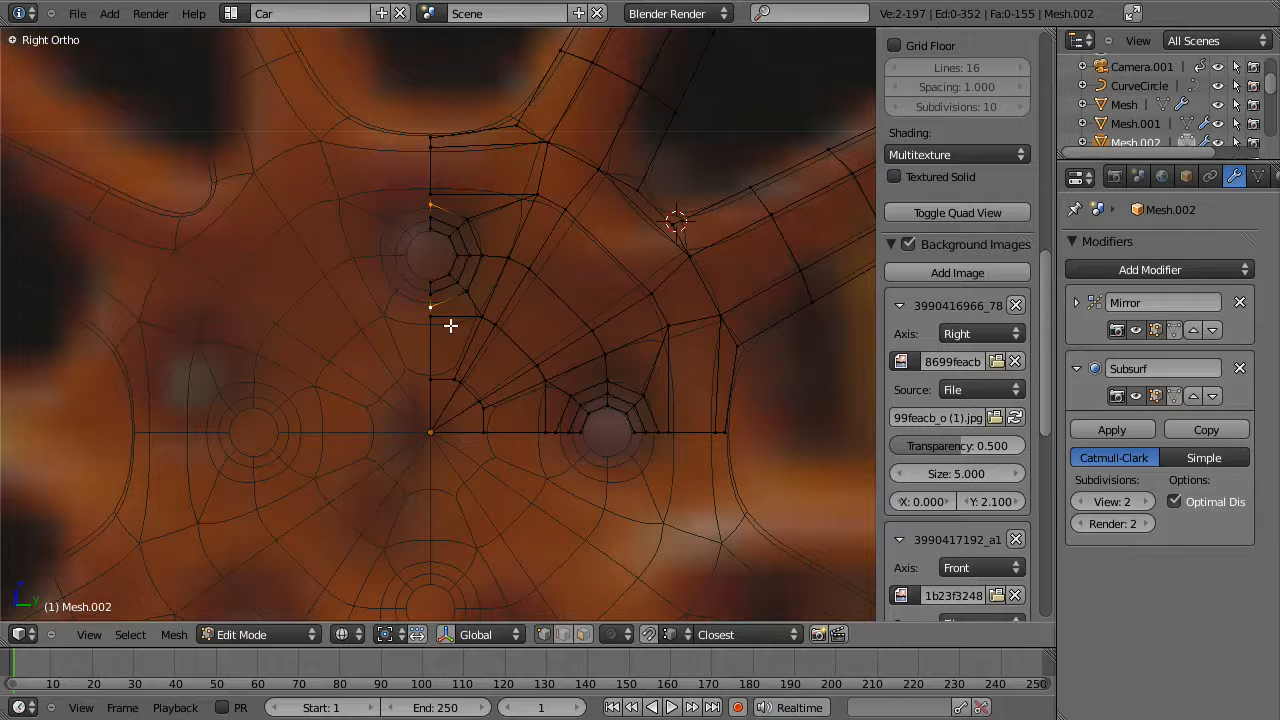 File Add Render Window Help Car Scene Blender Render Ve:2-197 | Ed:0-352 | Fa:0-155 | Mesh.002
Right Ortho
View All Scenes
Camera.001
CurveCircle
Mesh
Mesh.001
Mesh.002
Grid Floor
Lines: 16
Spacing: 1.000
Subdivisions: 10
Shading:
Multitexture
Textured Solid
Toggle Quad View
Background Images
Add Image
3990416966_78
Axis: Right
8699feacb
Source: File
99feacb_o (1).jpg
Transparency: 0.500
Size: 5.000
X: 0.000 Y: 2.100
3990417192_a1
Axis: Front
1b23f3248
Mesh.002
Modifiers
Add Modifier
Mirror
Subsurf
Apply Copy
Catmull-Clark Simple
Subdivisions: Options:
View: 2 Optimal Dis
Render: 2
z
y
(1) Mesh.002
View Select Mesh Edit Mode Global Closest
10 20 30 40 50 60 70 80 90 100 110 120 130 140 150 160 170 180 190 200 210 220 230 240 250
View Frame Playback PR Start: 1 End: 250 1 Realtime